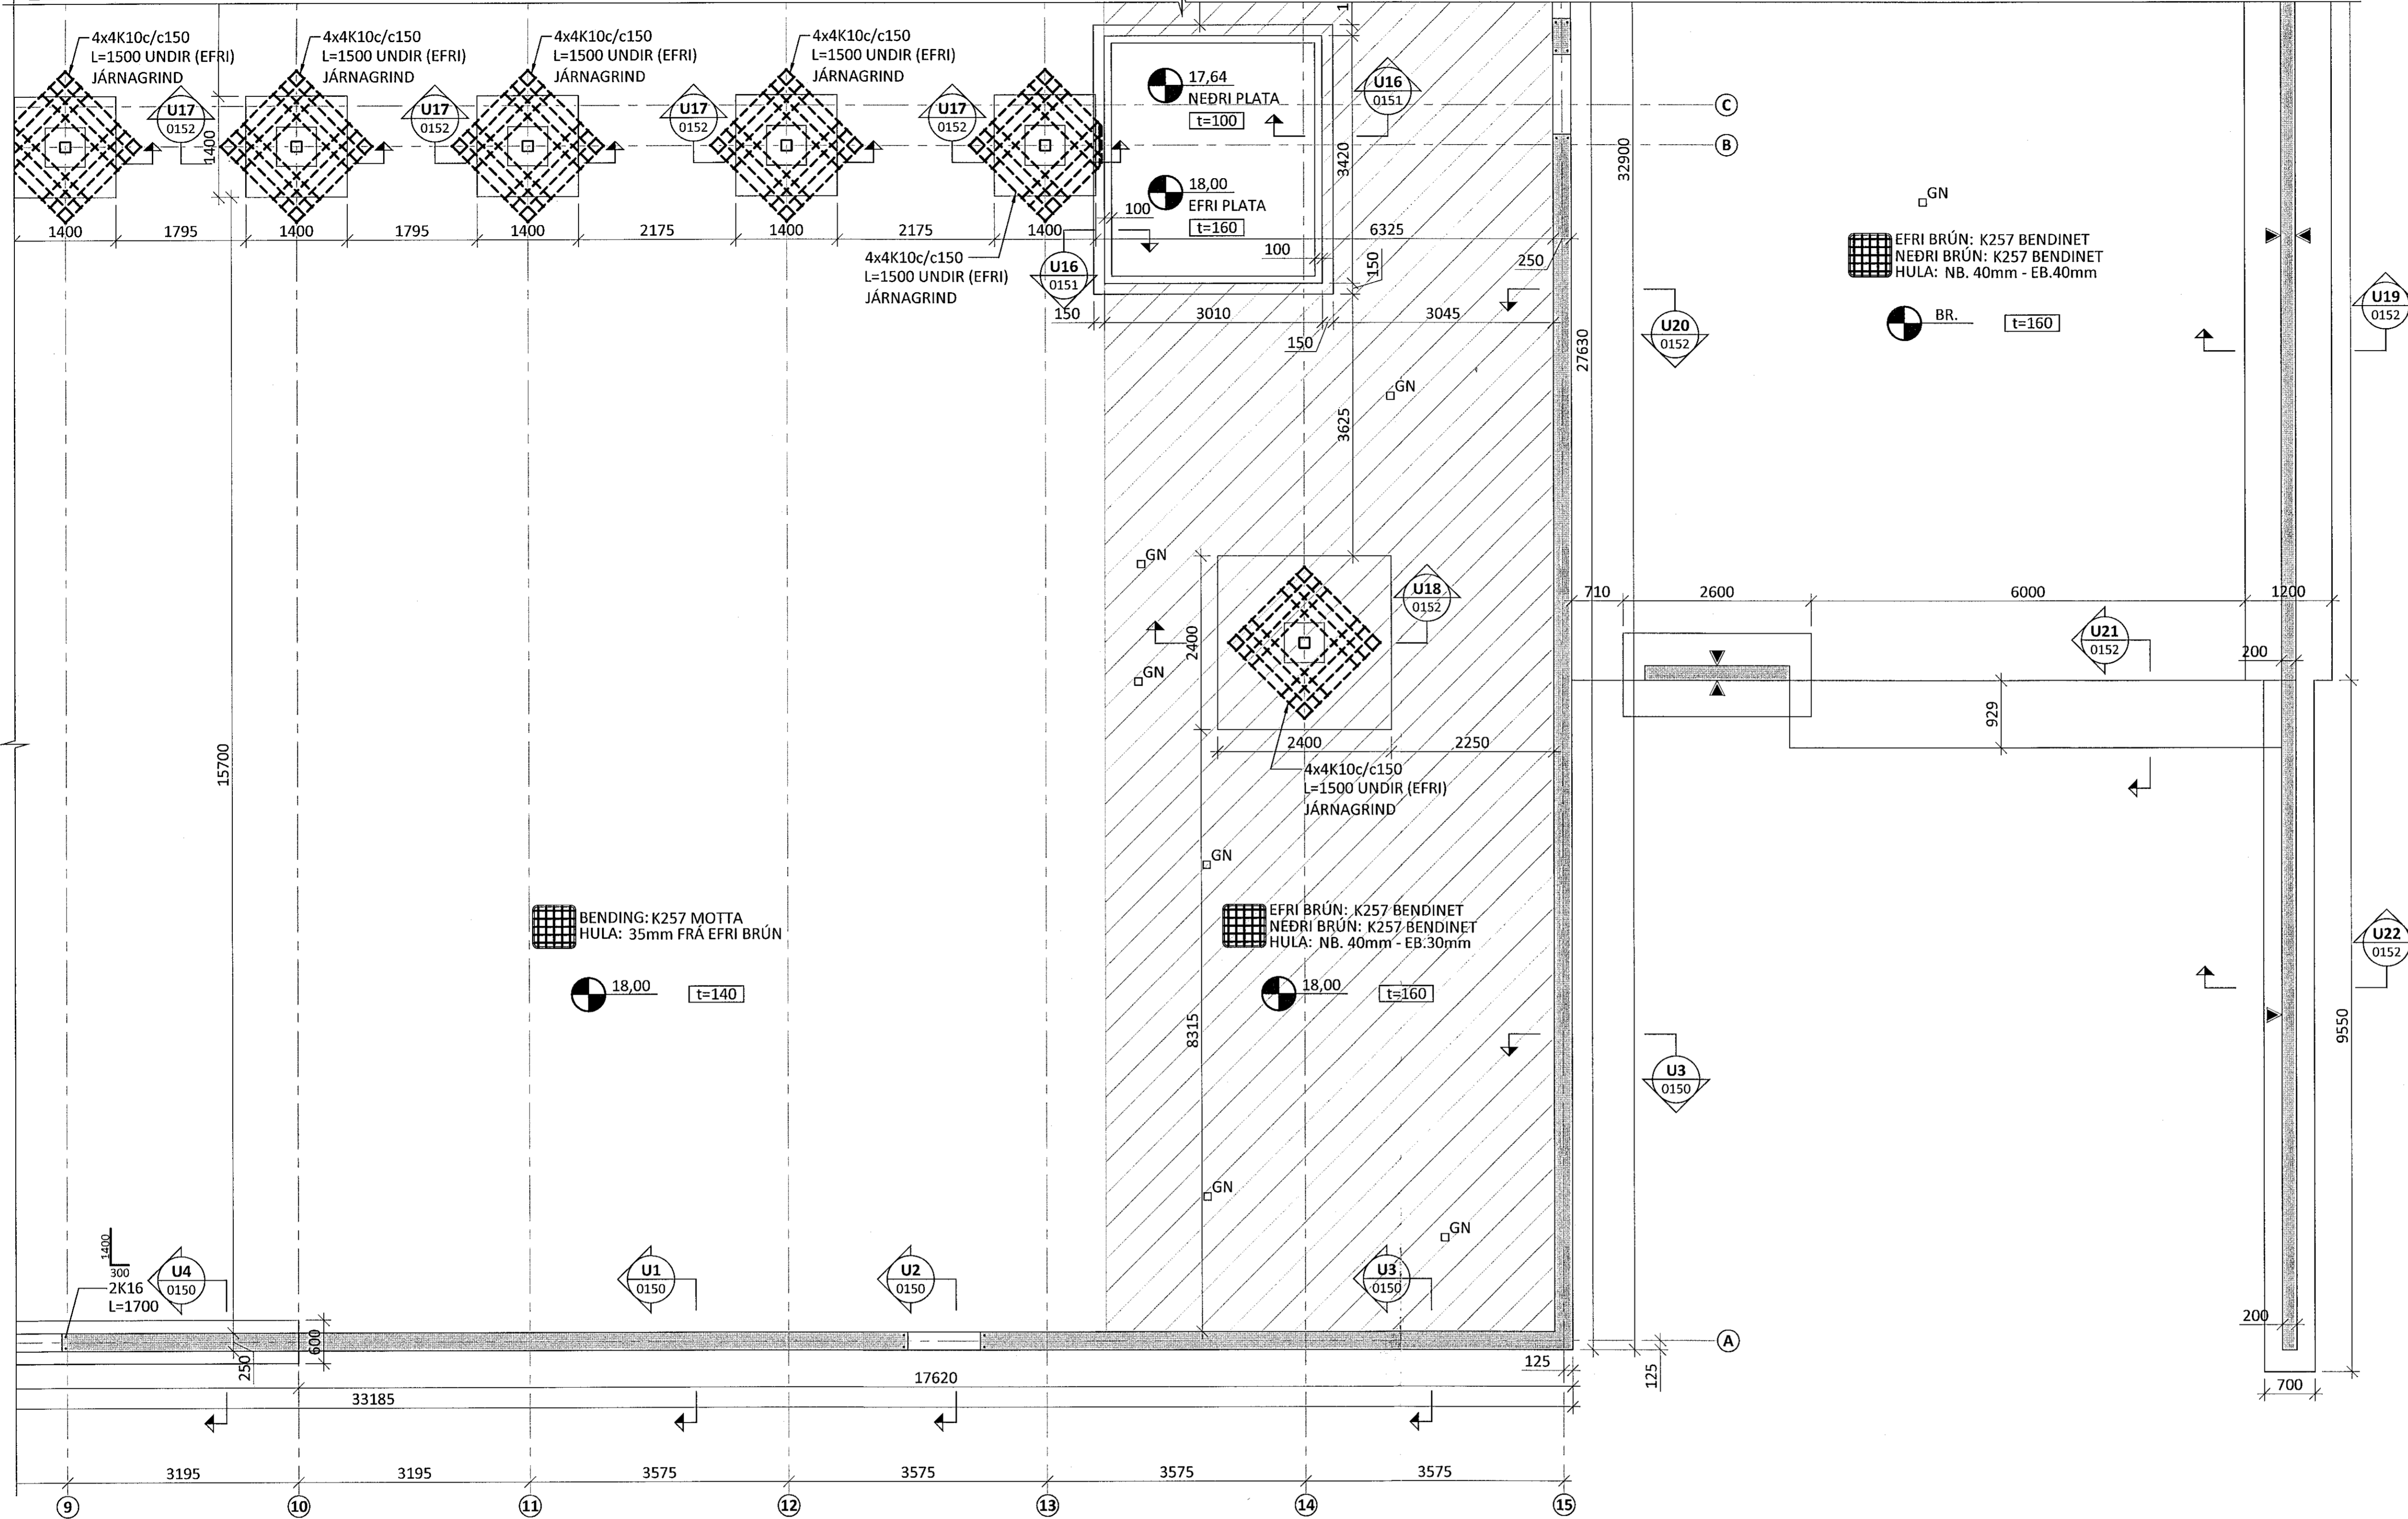 4x4K10c/c150
L=1500 UNDIR (EFRI)
JÁRNAGRIND
4x4K10c/c150
L=1500 UNDIR (EFRI)
JÁRNAGRIND
4x4K10c/c150
L=1500 UNDIR (EFRI)
JÁRNAGRIND
4x4K10c/c150
L=1500 UNDIR (EFRI)
JÁRNAGRIND
U17
0152
U17
0152
U17
0152
U17
0152
1400
17,64
NEÐRI PLATA
t=100
18,00
EFRI PLATA
t=160
U16
0151
1
3420
C
B
32900
1400
1795
1400
1795
1400
2175
1400
2175
1400
100
6325
100
150
250
4x4K10c/c150
L=1500 UNDIR (EFRI)
JÁRNAGRIND
U16
0151
150
3010
150
3045
GN
EFRI BRÚN: K257 BENDINET
NEÐRI BRÚN: K257 BENDINET
HULA: NB. 40mm - EB.40mm
BR.
t=160
U20
0152
U19
0152
27630
GN
3625
GN
U18
0152
2400
GN
2400
2250
4x4K10c/c150
L=1500 UNDIR (EFRI)
JÁRNAGRIND
710
2600
6000
1200
U21
0152
200
929
15700
GN
BENDING: K257 MOTTA
HULA: 35mm FRÁ EFRI BRÚN
18,00
t=140
EFRI BRÚN: K257 BENDINET
NEÐRI BRÚN: K257 BENDINET
HULA: NB. 40mm - EB.30mm
18,00
t=160
U22
0152
8315
9550
U3
0150
GN
GN
1400
300
2K16
L=1700
U4
0150
U1
0150
U2
0150
U3
0150
600
250
200
A
125
125
700
17620
33185
3195
3195
3575
3575
3575
3575
9
10
11
12
13
14
15